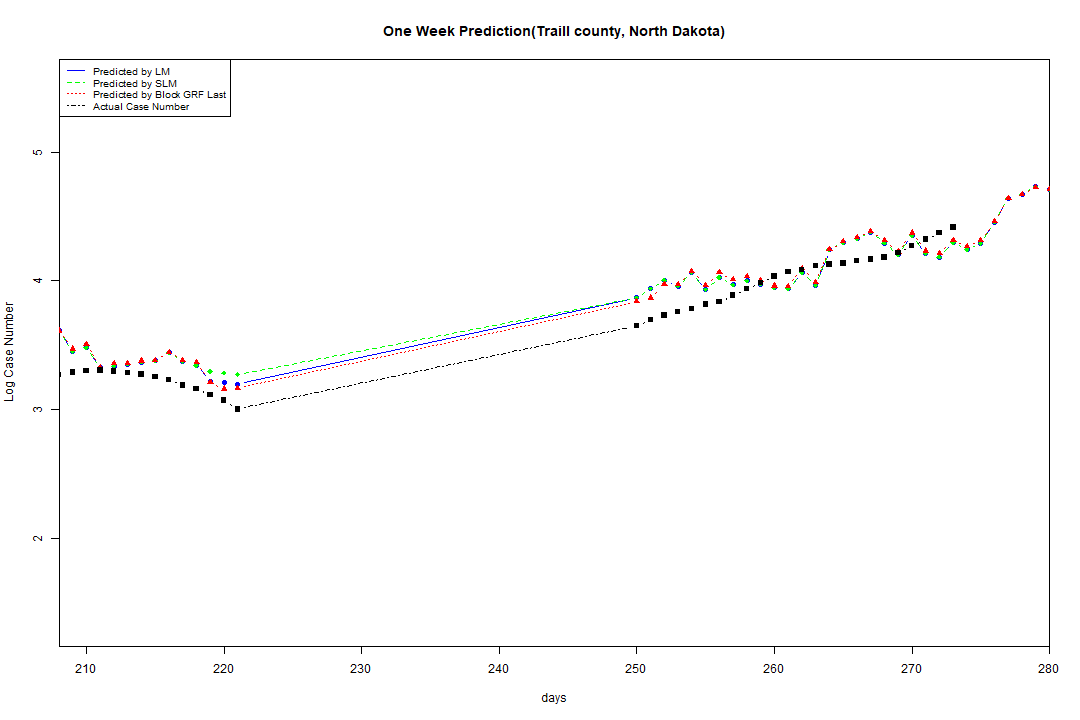 One Week Prediction(Traill county, North Dakota)
Predicted by LM
Predicted by SLM
Predicted by Block GRF Last
Actual Case Number
5
4
3
2
Log Case Number
210 220 230 240 250 260 270 280
days